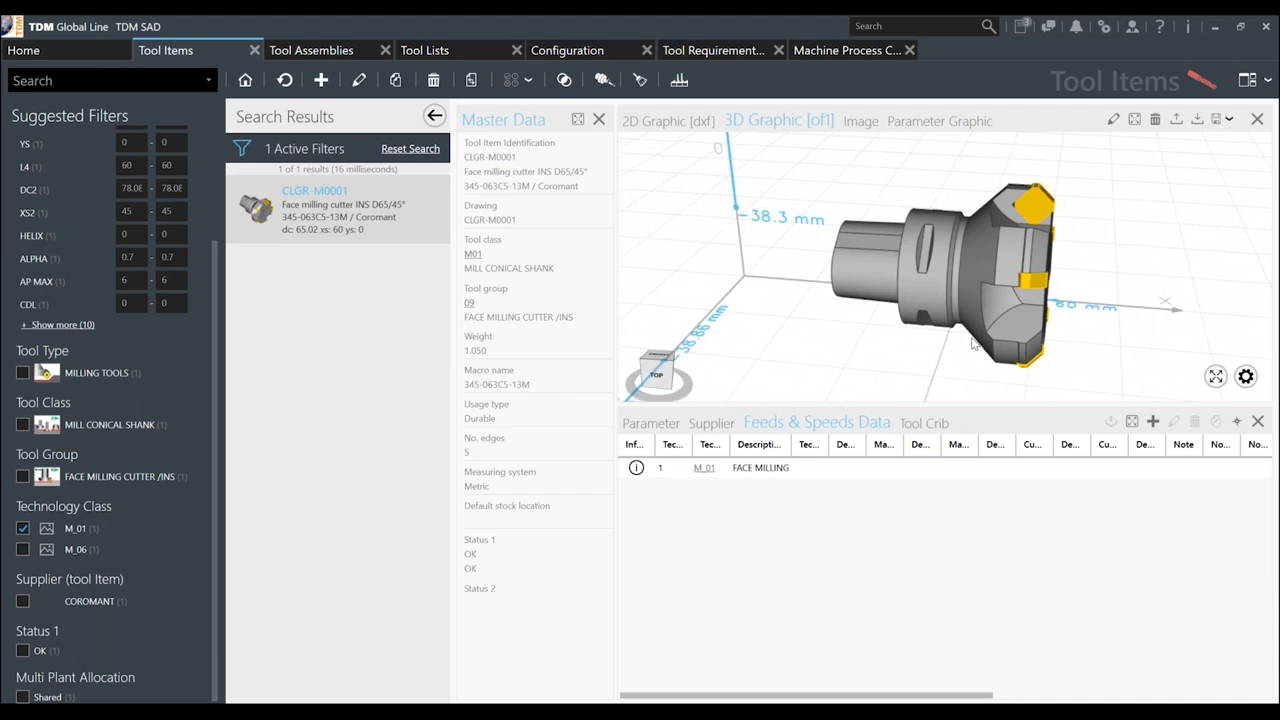 TDM Global Line TDM SAD
Search
3
Home
Tool Items
Tool Assemblies
Tool Lists
Configuration
Tool Requirement...
Machine Process C...
Search
Tool Items
Suggested Filters
YS (1) 0 - 0
L4 (1) 60 - 60
DC2 (1) 78.08 - 78.08
XS2 (1) 45 - 45
HELIX (1) 0 - 0
ALPHA (1) 0.7 - 0.7
AP MAX (1) 6 - 6
CDL (1) 0 - 0
+ Show more (10)
Tool Type
MILLING TOOLS (1)
Tool Class
MILL CONICAL SHANK (1)
Tool Group
FACE MILLING CUTTER /INS (1)
Technology Class
M_01 (1)
M_06 (1)
Supplier (tool Item)
COROMANT (1)
Status 1
OK (1)
Multi Plant Allocation
Shared (1)
Search Results
1 Active Filters
Reset Search
1 of 1 results (16 milliseconds)
CLGR-M0001
Face milling cutter INS D65/45°
345-063C5-13M / Coromant
dc: 65.02 xs: 60 ys: 0
Master Data
Tool Item Identification
CLGR-M0001
Face milling cutter INS D65/45°
345-063C5-13M / Coromant
Drawing
CLGR-M0001
Tool class
M01
MILL CONICAL SHANK
Tool group
09
FACE MILLING CUTTER /INS
Weight
1.050
Macro name
345-063C5-13M
Usage type
Durable
No. edges
5
Measuring system
Metric
Default stock location
Status 1
OK
OK
Status 2
2D Graphic [dxf]
3D Graphic [of1]
mage
Parameter Graphic
0
-38.3 mm
38.86 mm
60 mm
X
TOP
Parameter
Supplier
Feeds & Speeds Data
Tool Crib
Inf... Tec... Tec... Descripti... Tec... De... Ma... De... Ma... De... Cu... De... Cu... De... Note No... No...
1 M_01 FACE MILLING